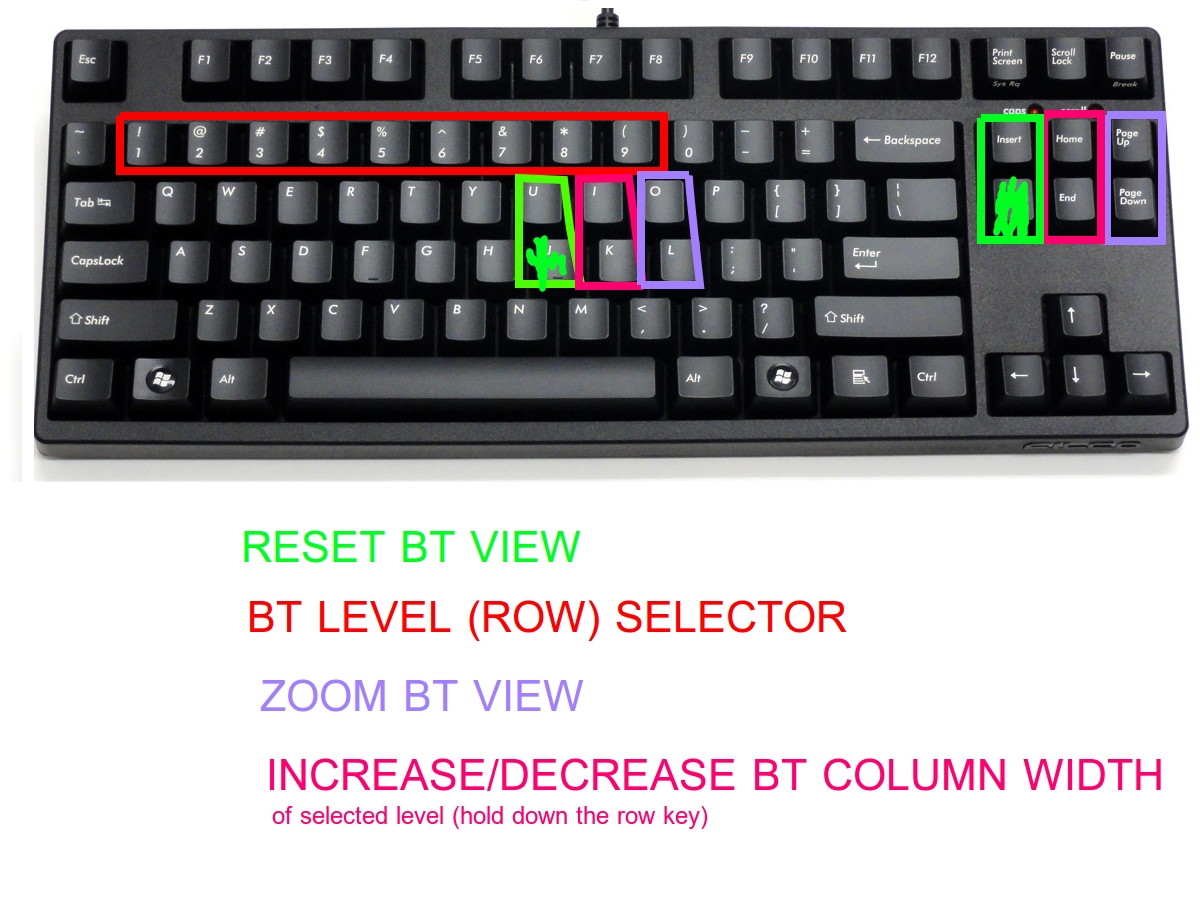 Esc F1 F2 F3 F4 F5 F6 F7 F8 F9 F10 F11 F12 Print Screen Scroll Lock Pause
Sys Rq Break
caps
~ ! @ # $ % ^ & * ( ) – + ← Backspace Insert Home Page Up
` 1 2 3 4 5 6 7 8 9 0 - =
Tab Q W E R T Y U I O P { } ¦ End Page Down
[ ] \
CapsLock A S D F G H K L : " Enter
; '
⇧ Shift Z X C V B N M < > ? ⇧ Shift ↑
, . /
Ctrl Alt Alt Ctrl ← ↓ →
RESET BT VIEW
BT LEVEL (ROW) SELECTOR
ZOOM BT VIEW
INCREASE/DECREASE BT COLUMN WIDTH
of selected level (hold down the row key)